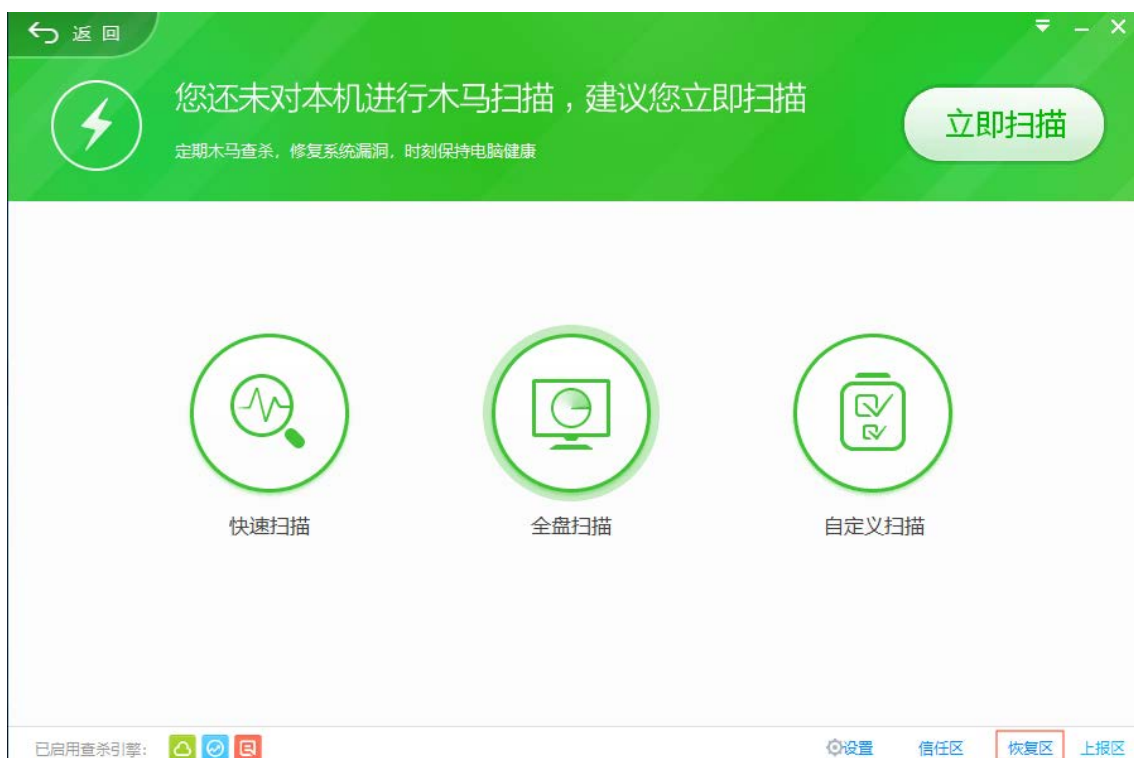 返回
您还未对本机进行木马扫描，建议您立即扫描
立即扫描
定期木马查杀，修复系统漏洞，时刻保持电脑健康
快速扫描
全盘扫描
自定义扫描
已启用查杀引擎： 设置 信任区 恢复区 上报区